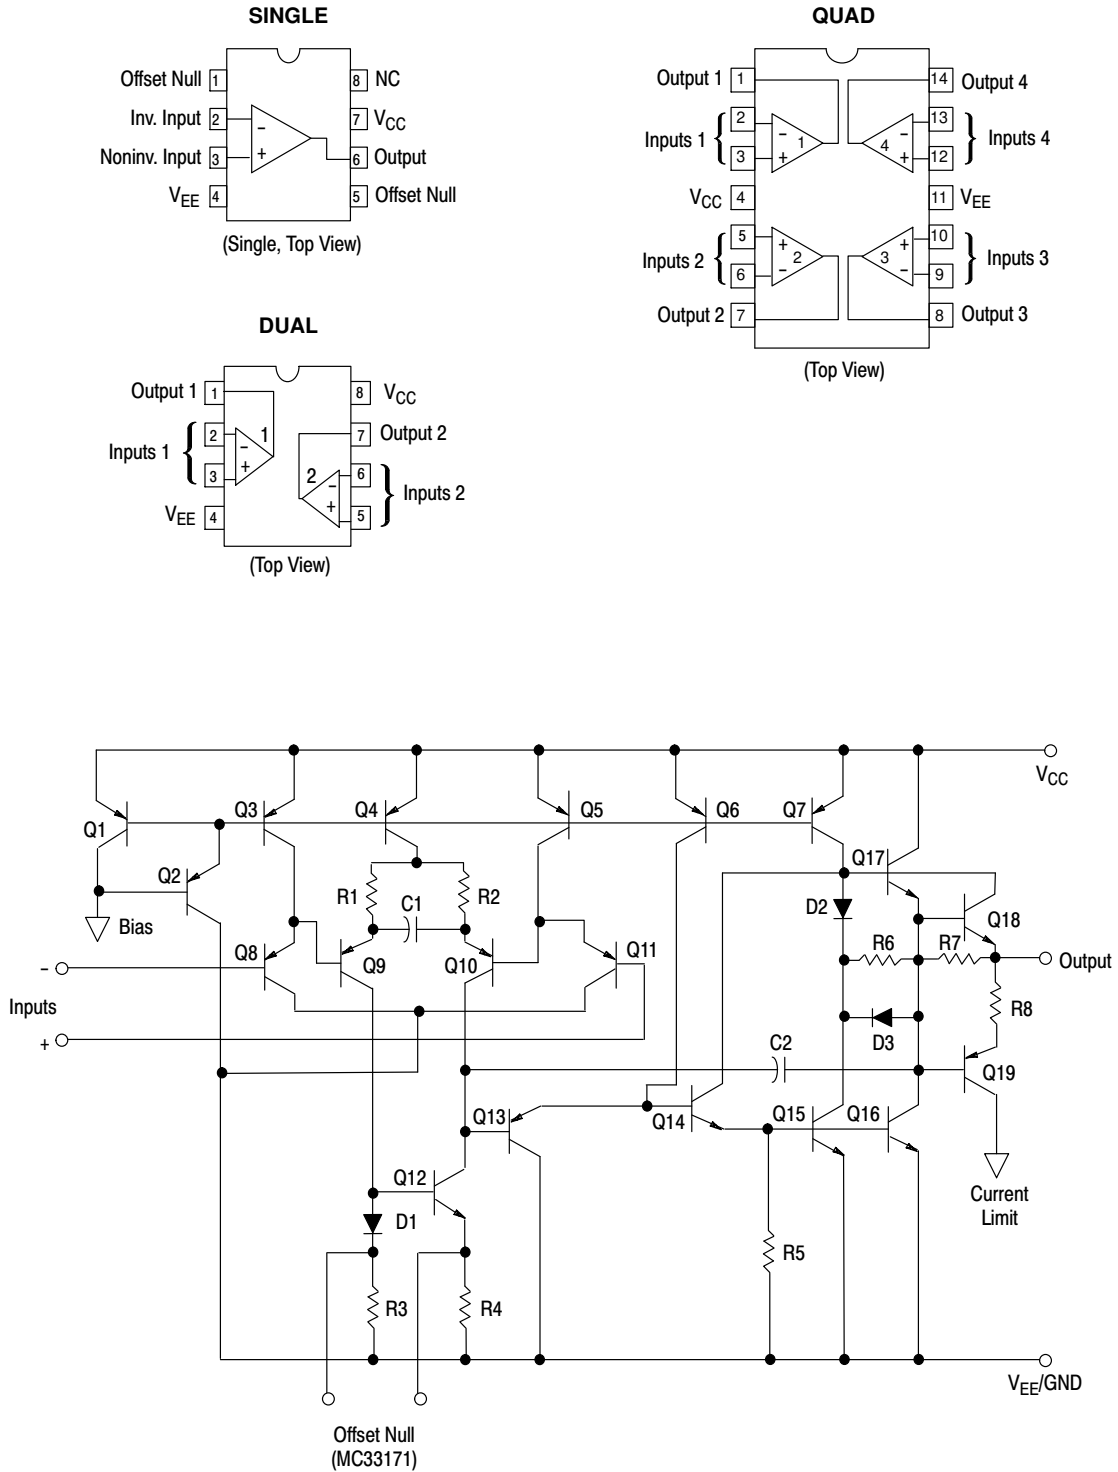 SINGLE
Offset Null 1
8 NC
Inv. Input 2
7 VCC
Noninv. Input 3
6 Output
VEE 4
5 Offset Null
−
+
(Single, Top View)
DUAL
Output 1 1
8 VCC
Inputs 1
2
3
− + 1
7 Output 2
6
5
Inputs 2
2 − +
VEE 4
(Top View)
QUAD
Output 1 1
14 Output 4
Inputs 1
2
3
− + 1
4 − +
13
12
Inputs 4
VCC 4
11 VEE
Inputs 2
5
6
+ − 2
3 + −
10
9
Inputs 3
Output 2 7
8 Output 3
(Top View)
VCC
Q1
Q3
Q4
Q5
Q6
Q7
Q17
Q2
R1
C1
R2
D2
Q18
Bias
Q8
Q9
Q10
Q11
R6
R7
Output
−
Inputs
+
D3
R8
C2
Q19
Q13
Q14
Q15
Q16
Q12
D1
Current
Limit
R3
R4
R5
VEE/GND
Offset Null
(MC33171)